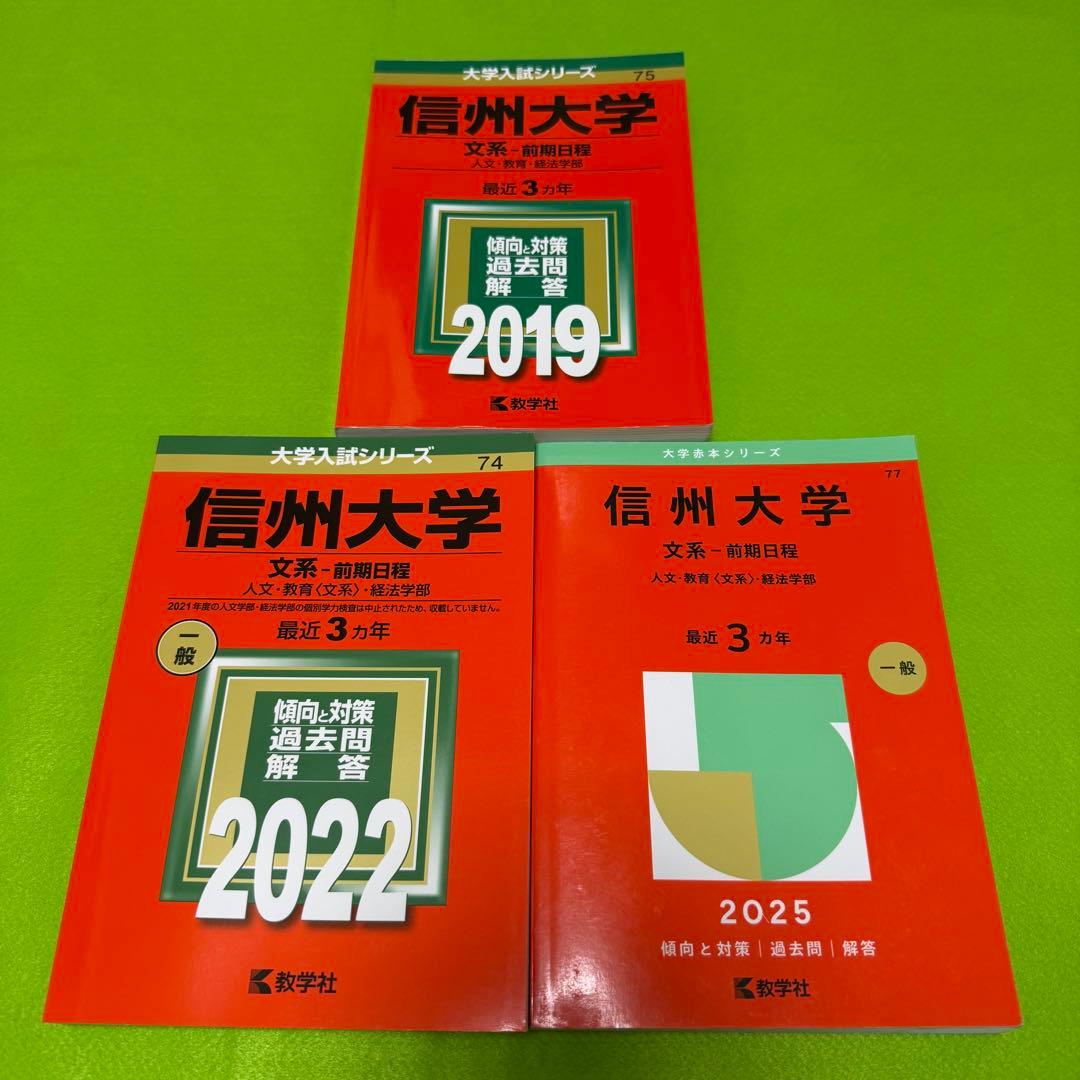 大学入試シリーズ
75
信州大学
文系-前期日程
人文・教育・経法学部
最近3カ年
傾向と対策
過去問
解答
2019
教学社
大学入試シリーズ
74
信州大学
文系-前期日程
人文・教育〈文系〉・経法学部
2021年度の人文学部・経法学部の個別学力検査は中止されたため、収載していません。
一般
最近3カ年
傾向と対策
過去問
解答
2022
教学社
大学赤本シリーズ
77
信州大学
文系-前期日程
人文・教育〈文系〉・経法学部
最近3カ年
一般
2025
傾向と対策|過去問|解答
教学社